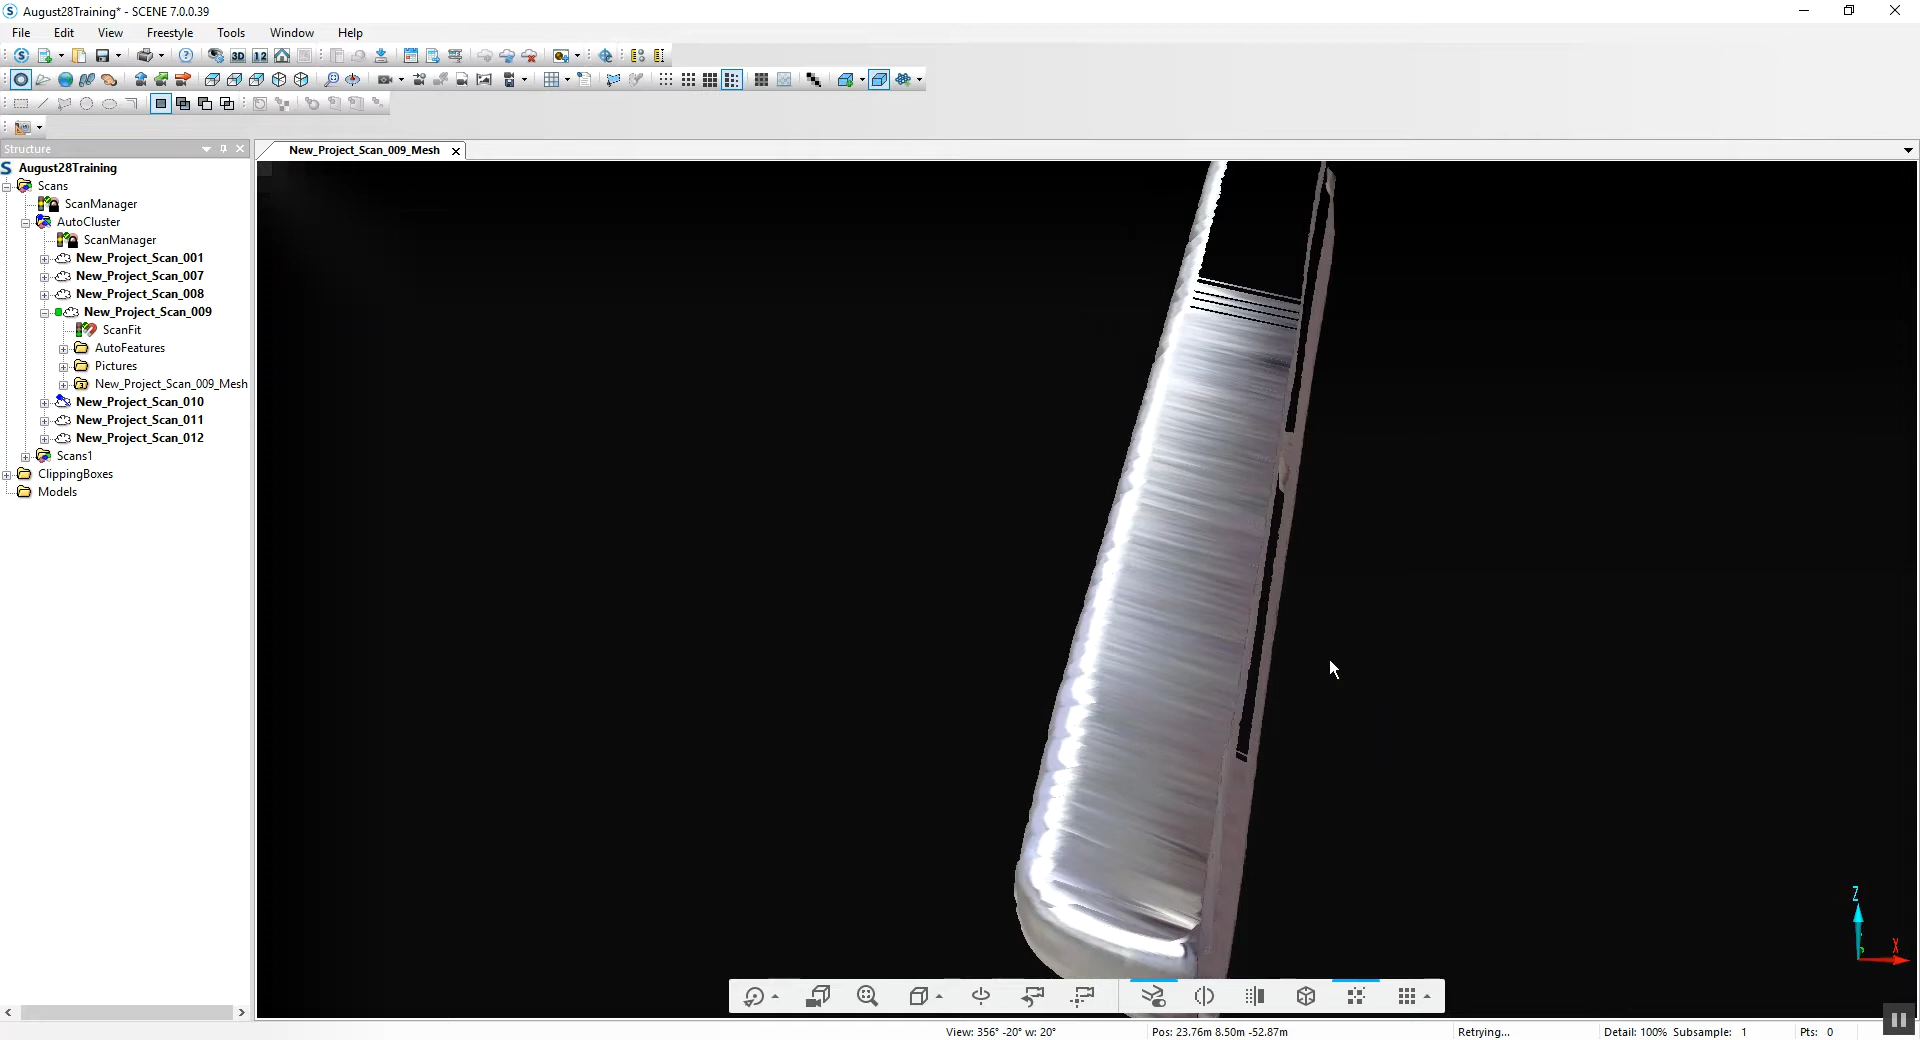 August28Training* - SCENE 7.0.0.39
File Edit View Freestyle Tools Window Help
3D 12
Structure
New_Project_Scan_009_Mesh
August28Training
Scans
ScanManager
AutoCluster
ScanManager
New_Project_Scan_001
New_Project_Scan_007
New_Project_Scan_008
New_Project_Scan_009
ScanFit
AutoFeatures
Pictures
New_Project_Scan_009_Mesh
New_Project_Scan_010
New_Project_Scan_011
New_Project_Scan_012
Scans1
ClippingBoxes
Models
Z
X
View: 356° -20° w: 20° Pos: 23.76m 8.50m -52.87m Retrying... Detail: 100% Subsample: 1 Pts: 0